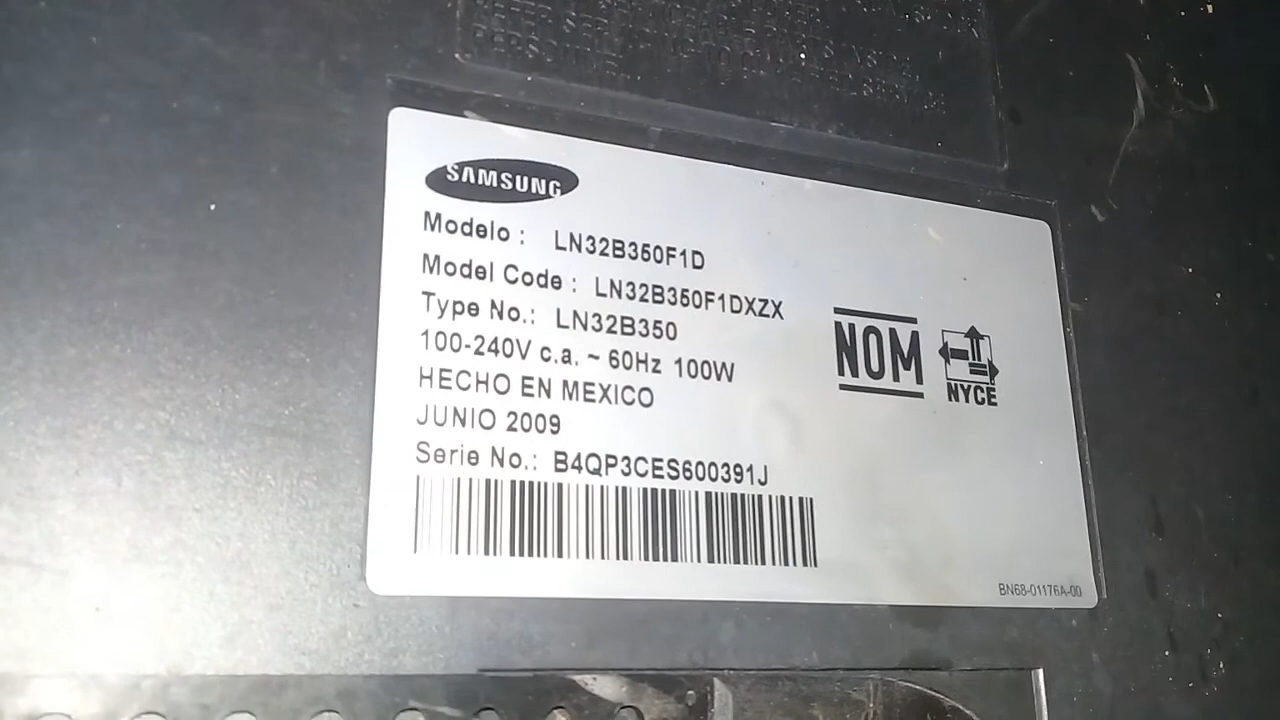 PERSONNEL
SAMSUNG
Modelo : LN32B350F1D
Model Code : LN32B350F1DXZX
Type No.: LN32B350
100-240V c.a. ~ 60Hz 100W
HECHO EN MEXICO
JUNIO 2009
Serie No.: B4QP3CES600391J
NOM
NYCE
BN68-01176A-00